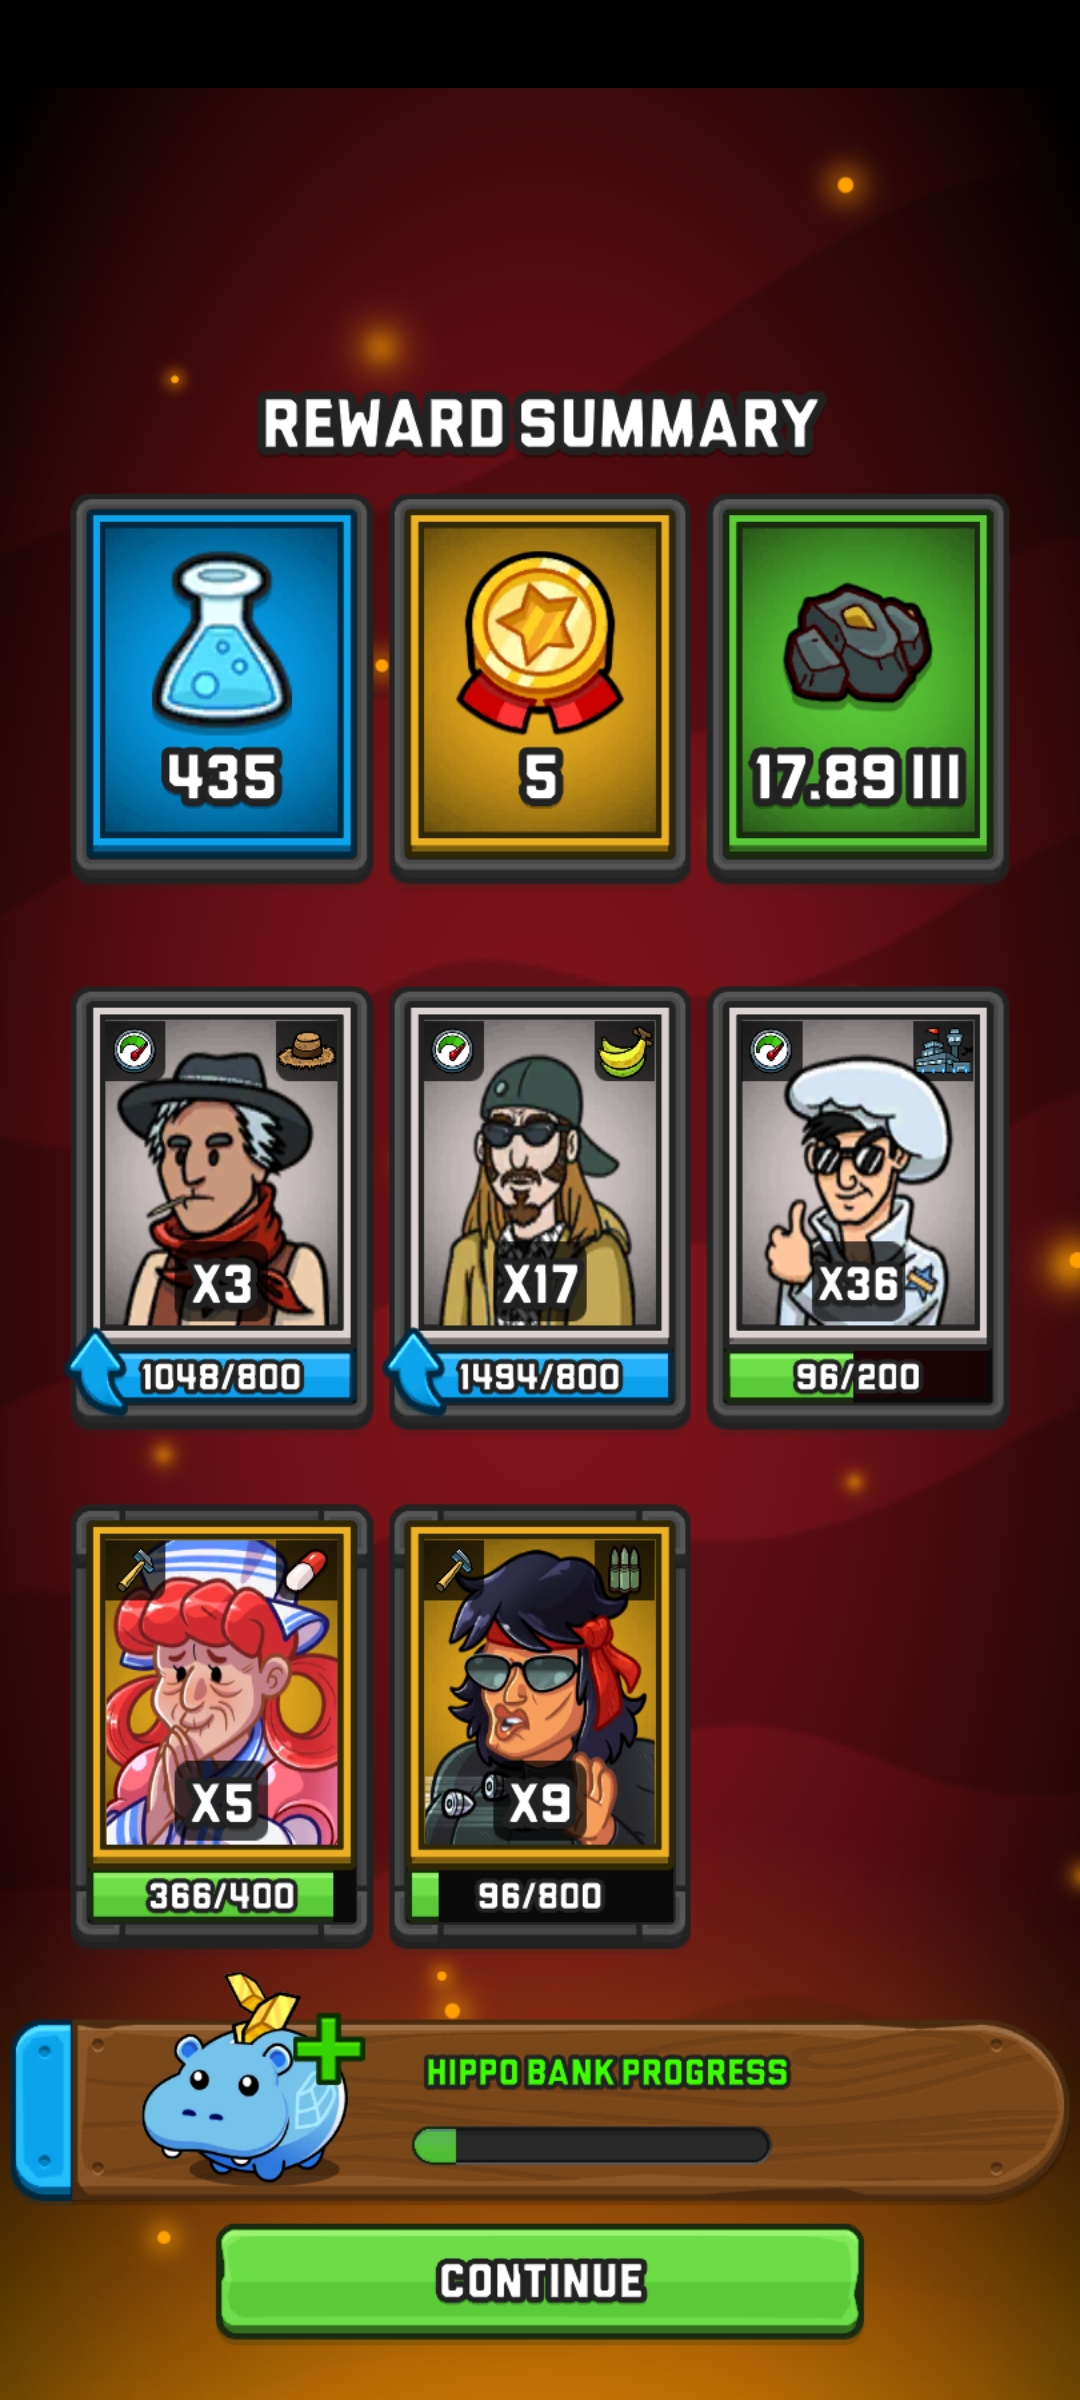 REWARD SUMMARY
435
5
17.89 III
X3
X17
X36
1048/800
1494/800
96/200
X5
X9
366/400
96/800
HIPPO BANK PROGRESS
CONTINUE